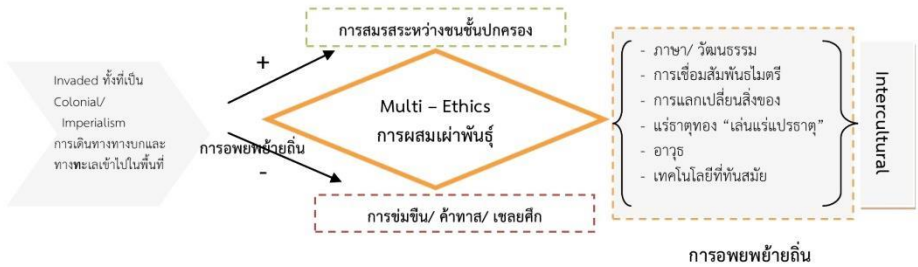 Invaded ทั้งที่เป็น
Colonial/
Imperialism
การเดินทางทางบกและ
ทางทะเลเข้าไปในพื้นที่
+
การอพยพย้ายถิ่น
-
การสมรสระหว่างชนชั้นปกครอง
Multi – Ethics
การผสมเผ่าพันธุ์
การข่มขืน/ ค้าทาส/ เชลยศึก
- ภาษา/ วัฒนธรรม
- การเชื่อมสัมพันธไมตรี
- การแลกเปลี่ยนสิ่งของ
- แร่ธาตุทอง “เล่นแร่แปรธาตุ”
- อาวุธ
- เทคโนโลยีที่ทันสมัย
Intercultural
การอพยพย้ายถิ่น